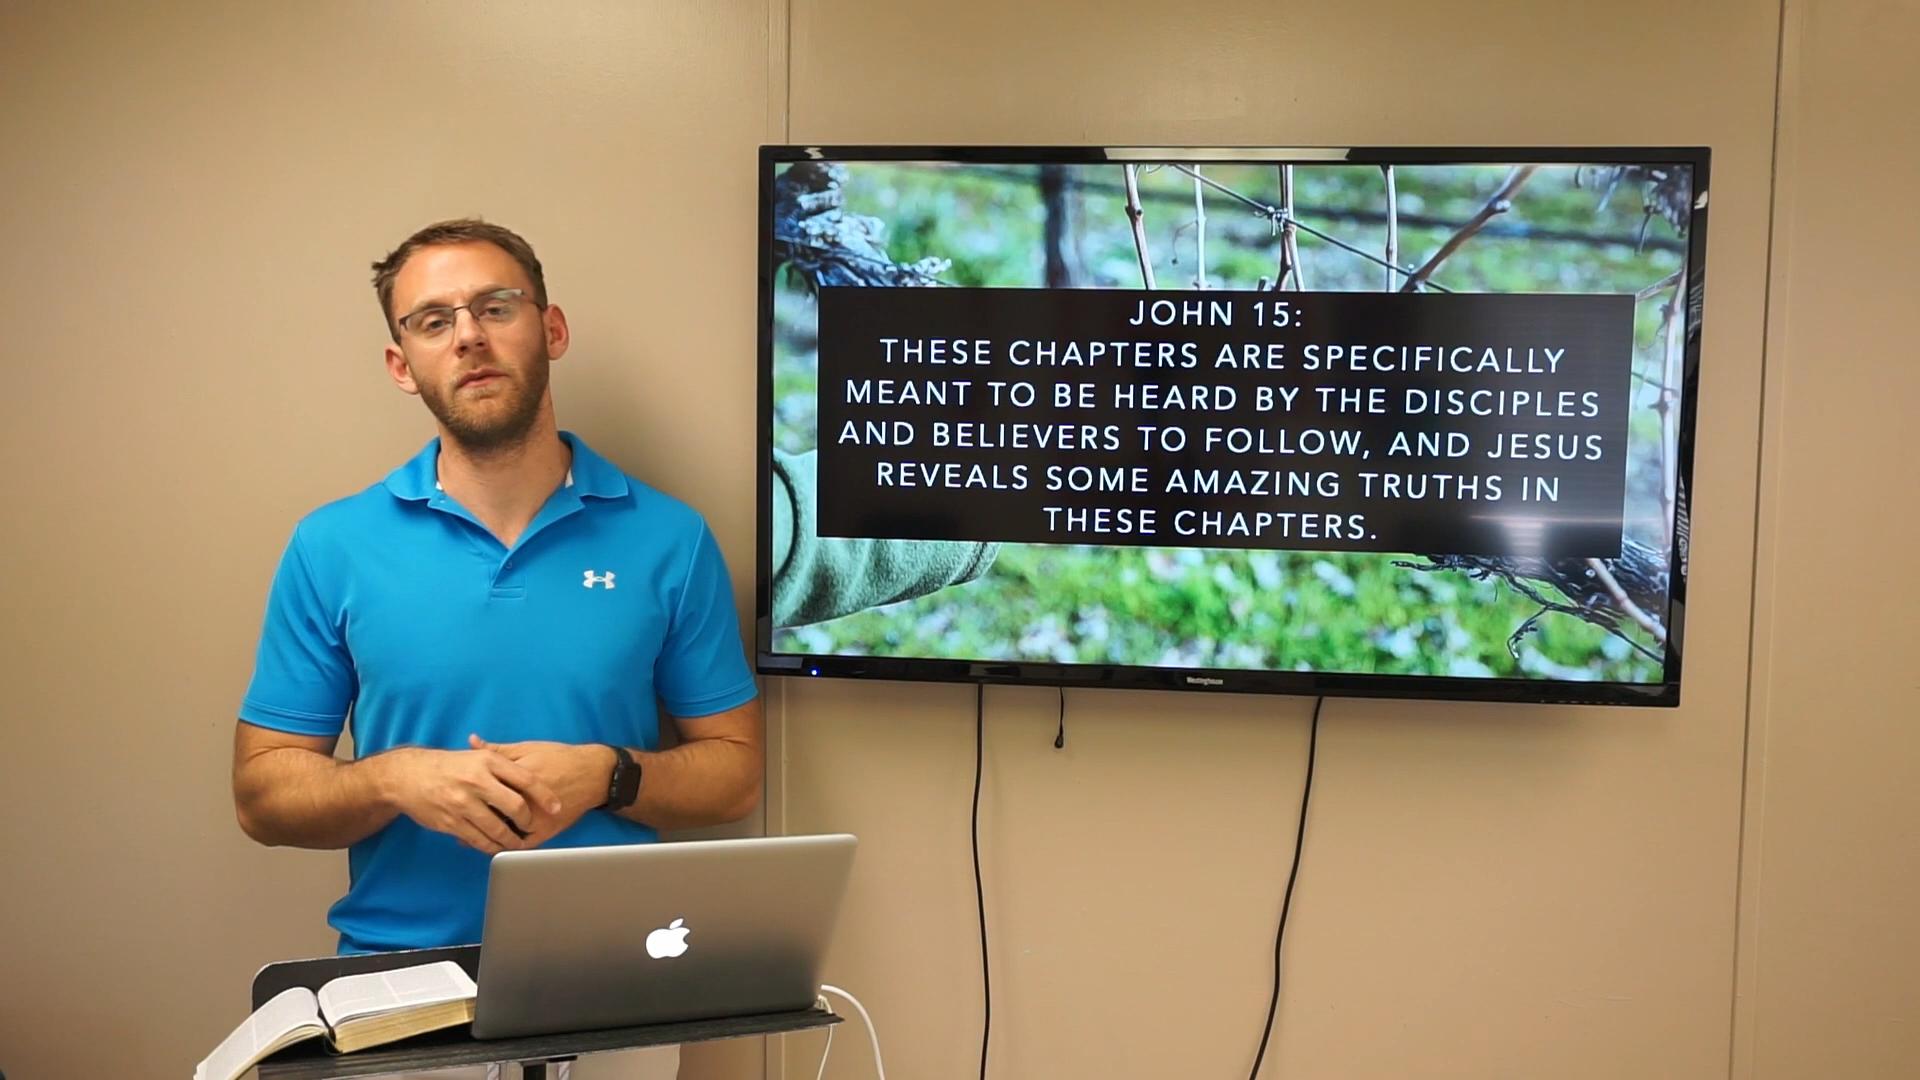 JOHN 15:
THESE CHAPTERS ARE SPECIFICALLY
MEANT TO BE HEARD BY THE DISCIPLES
AND BELIEVERS TO FOLLOW, AND JESUS
REVEALS SOME AMAZING TRUTHS IN
THESE CHAPTERS.
Westinghouse